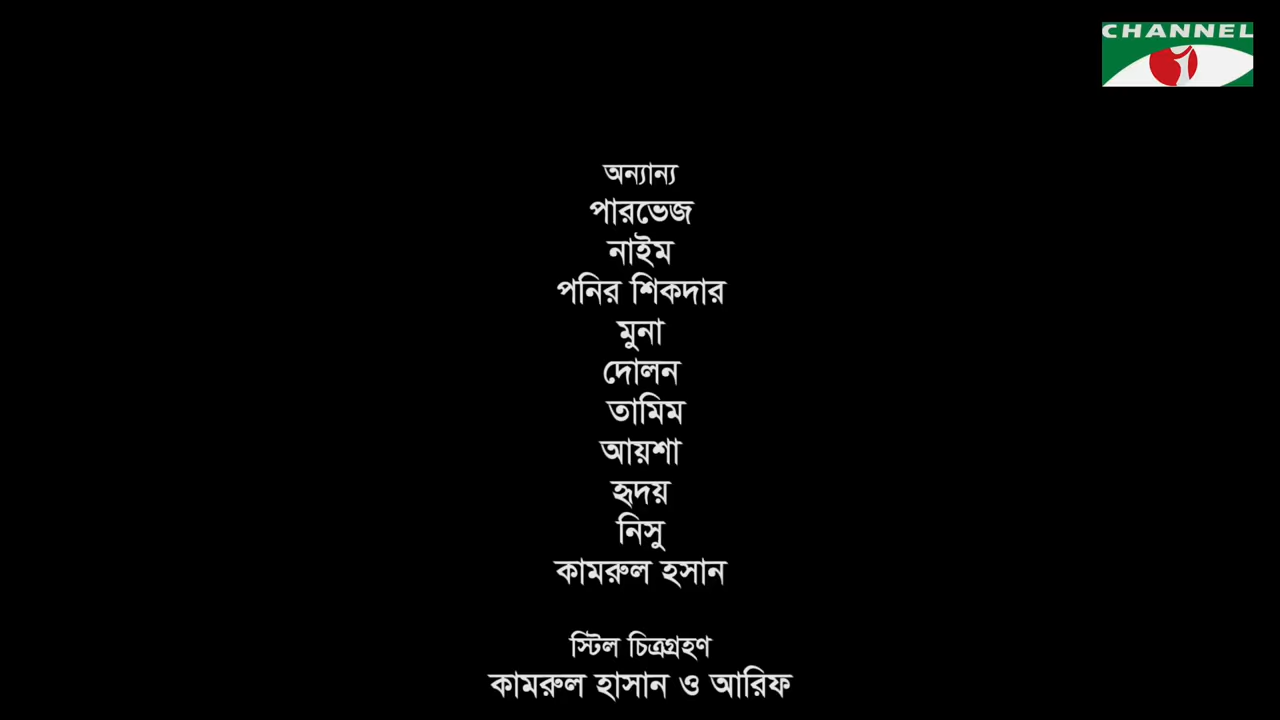 CHANNEL
অন্যান্য
পারভেজ
নাইম
পনির শিকদার
মুনা
দোলন
তামিম
আয়শা
হৃদয়
নিসু
কামরুল হসান
স্টিল চিত্রগ্রহণ
কামরুল হাসান ও আরিফ